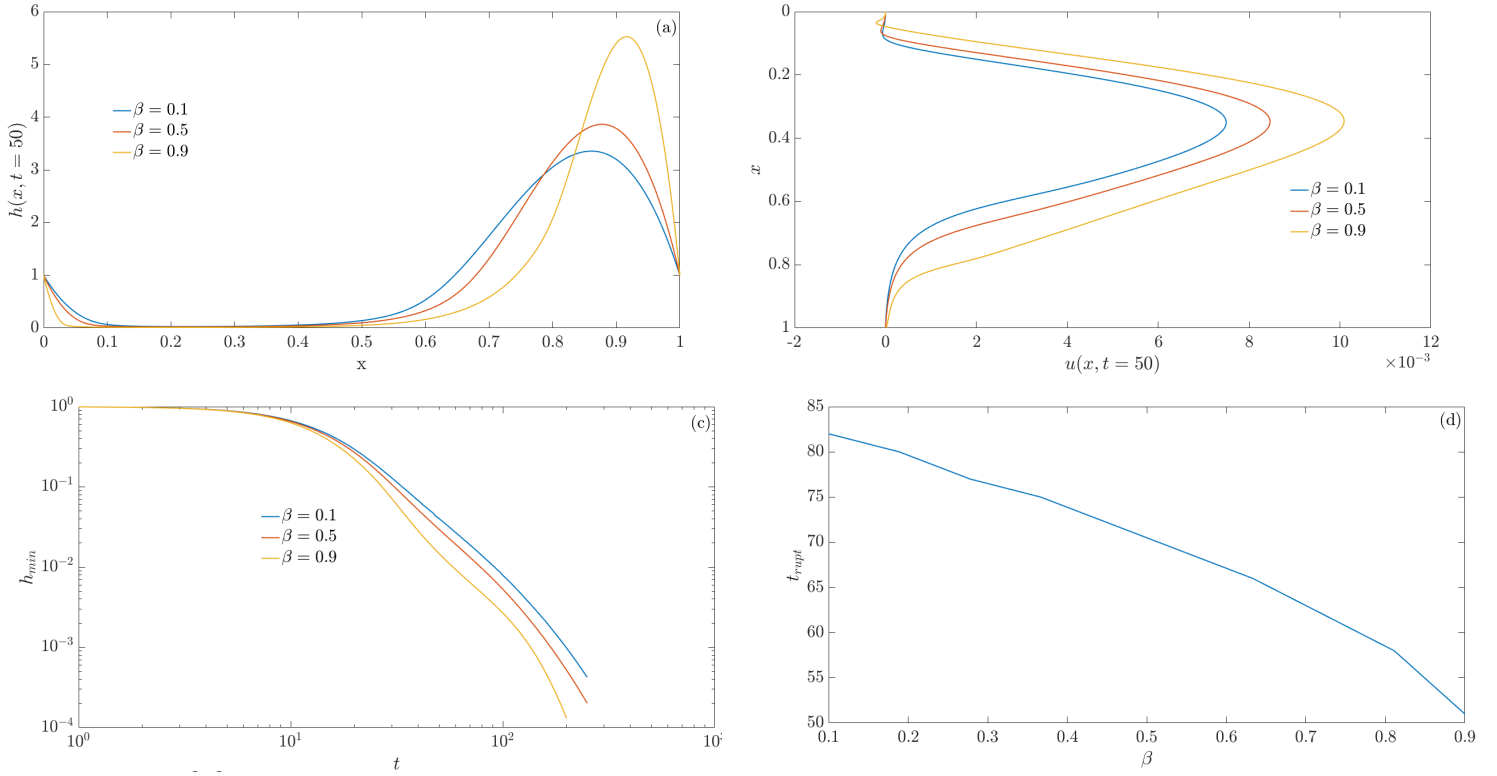 (a)
h(x, t = 50)
6
5
4
3
2
1
0
β = 0.1
β = 0.5
β = 0.9
0 0.1 0.2 0.3 0.4 0.5 0.6 0.7 0.8 0.9 1
x
x
0
0.2
0.4
0.6
0.8
1
β = 0.1
β = 0.5
β = 0.9
-2 0 2 4 6 8 10 12
×10⁻³
u(x, t = 50)
(c)
h_min
10⁰
10⁻¹
10⁻²
10⁻³
10⁻⁴
β = 0.1
β = 0.5
β = 0.9
10⁰ 10¹ 10²
t
(d)
t_rupt
85
80
75
70
65
60
55
50
0.1 0.2 0.3 0.4 0.5 0.6 0.7 0.8 0.9
β